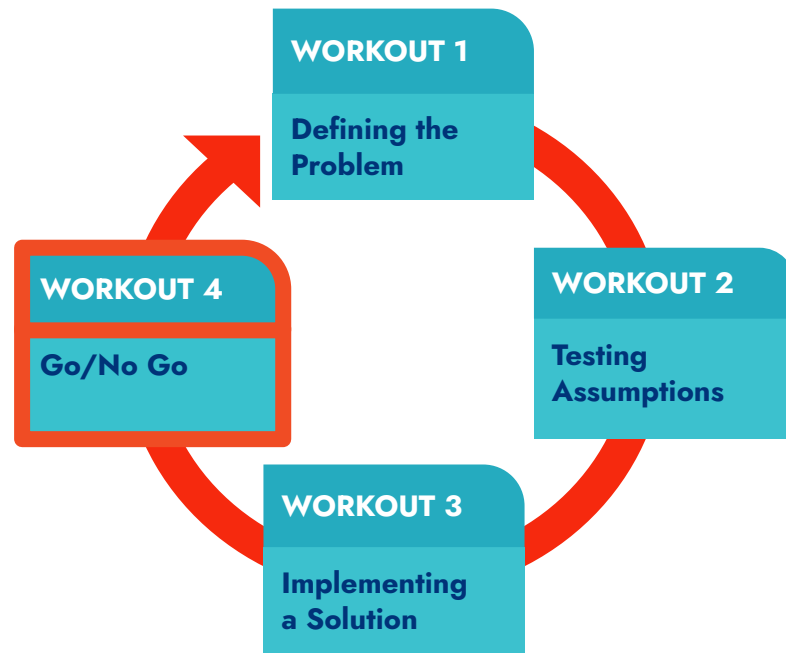 WORKOUT 1
Defining the
Problem
WORKOUT 2
Testing
Assumptions
WORKOUT 3
Implementing
a Solution
WORKOUT 4
Go/No Go